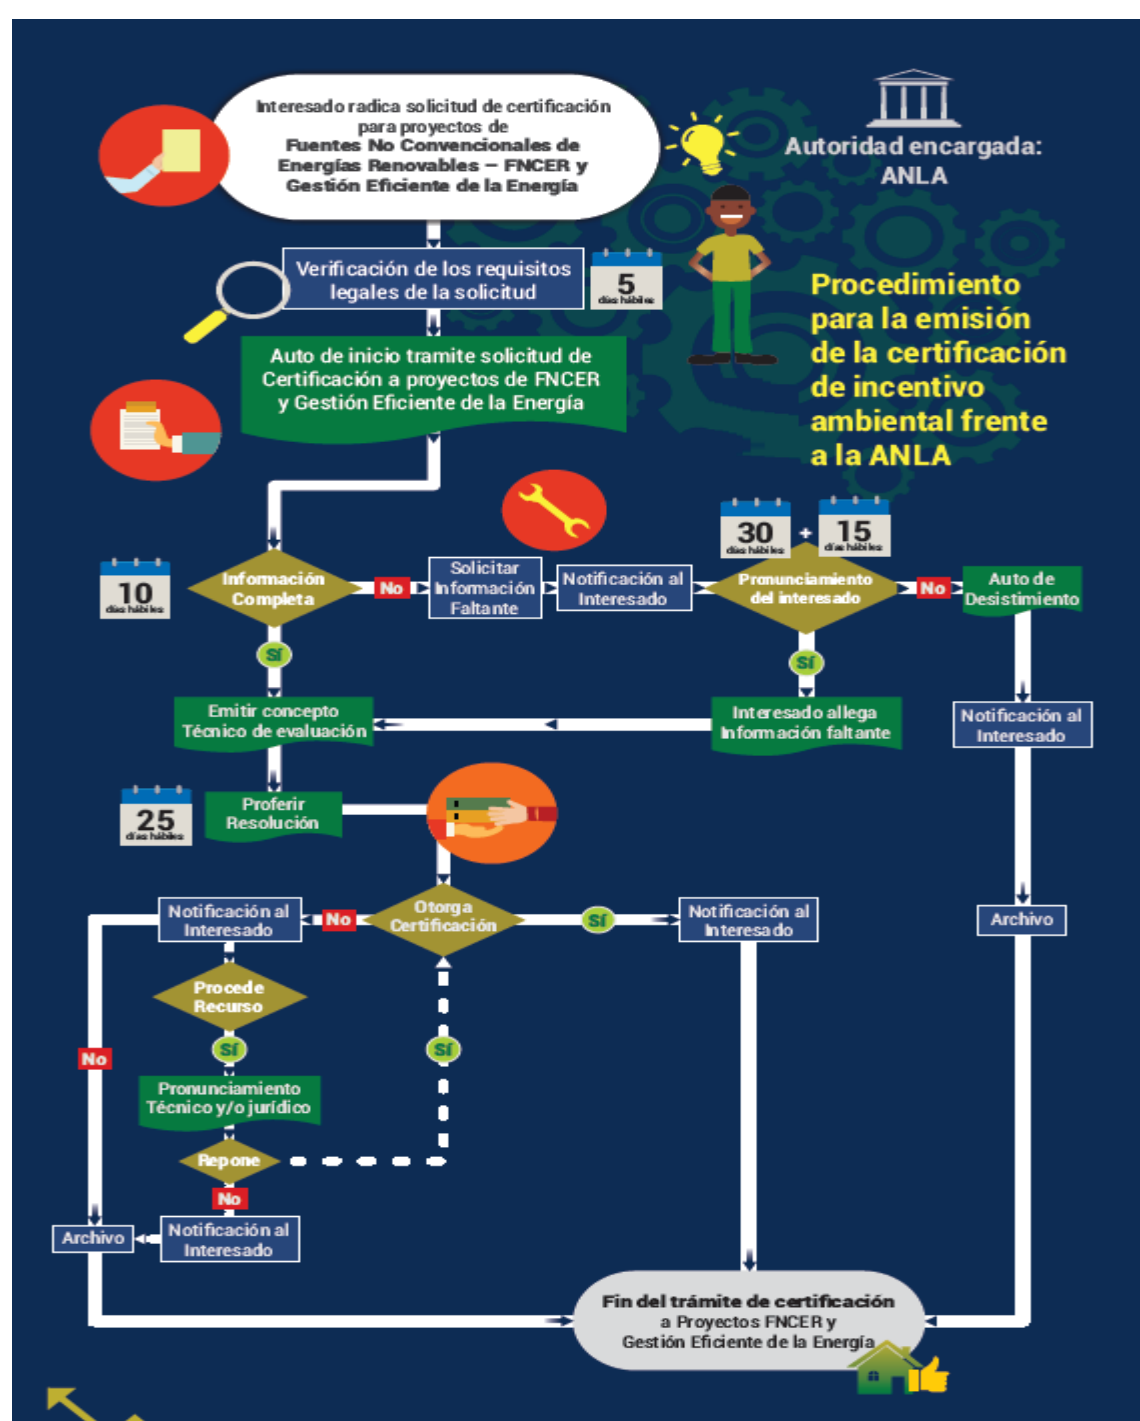 Interesado radica solicitud de certificación
para proyectos de
Fuentes No Convencionales de
Energías Renovables – FNCER y
Gestión Eficiente de la Energía
Autoridad encargada:
ANLA
Verificación de los requisitos
legales de la solicitud
5
días hábiles
Procedimiento
para la emisión
de la certificación
de incentivo
ambiental frente
a la ANLA
Auto de inicio tramite solicitud de
Certificación a proyectos de FNCER
y Gestión Eficiente de la Energía
30
días hábiles
+
15
días hábiles
10
días hábiles
Información
Completa
No
Solicitar
Información
Faltante
Notificación al
Interesado
Pronunciamiento
del interesado
No
Auto de
Desistimiento
Sí
Sí
Emitir concepto
Técnico de evaluación
Interesado allega
Información faltante
Notificación al
Interesado
25
días hábiles
Proferir
Resolución
Notificación al
Interesado
No
Otorga
Certificación
Sí
Notificación al
Interesado
Archivo
Procede
Recurso
No
Sí
Sí
Pronunciamiento
Técnico y/o jurídico
Repone
No
Archivo
Notificación al
Interesado
Fin del trámite de certificación
a Proyectos FNCER y
Gestión Eficiente de la Energía